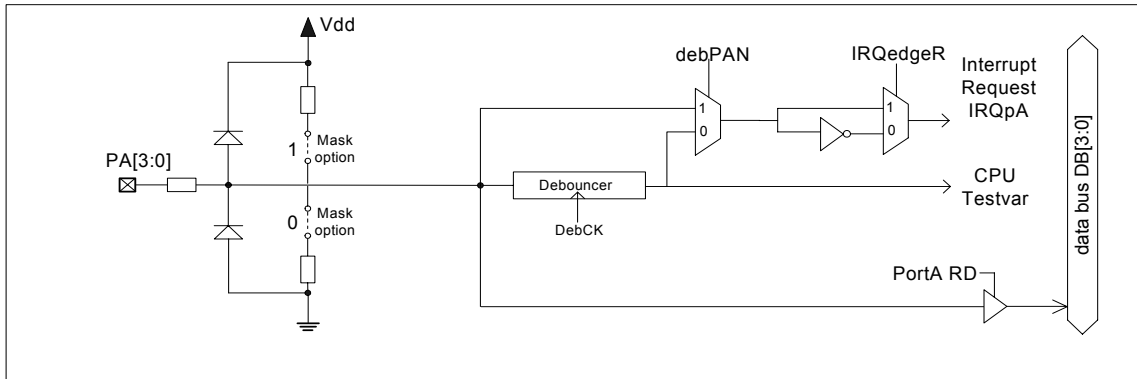 Vdd
debPAN
IRQedgeR
Interrupt
Request
IRQpA
1
0
1
0
1
Mask
option
PA[3:0]
Debouncer
DebCK
CPU
Testvar
0
Mask
option
PortA RD
data bus DB[3:0]